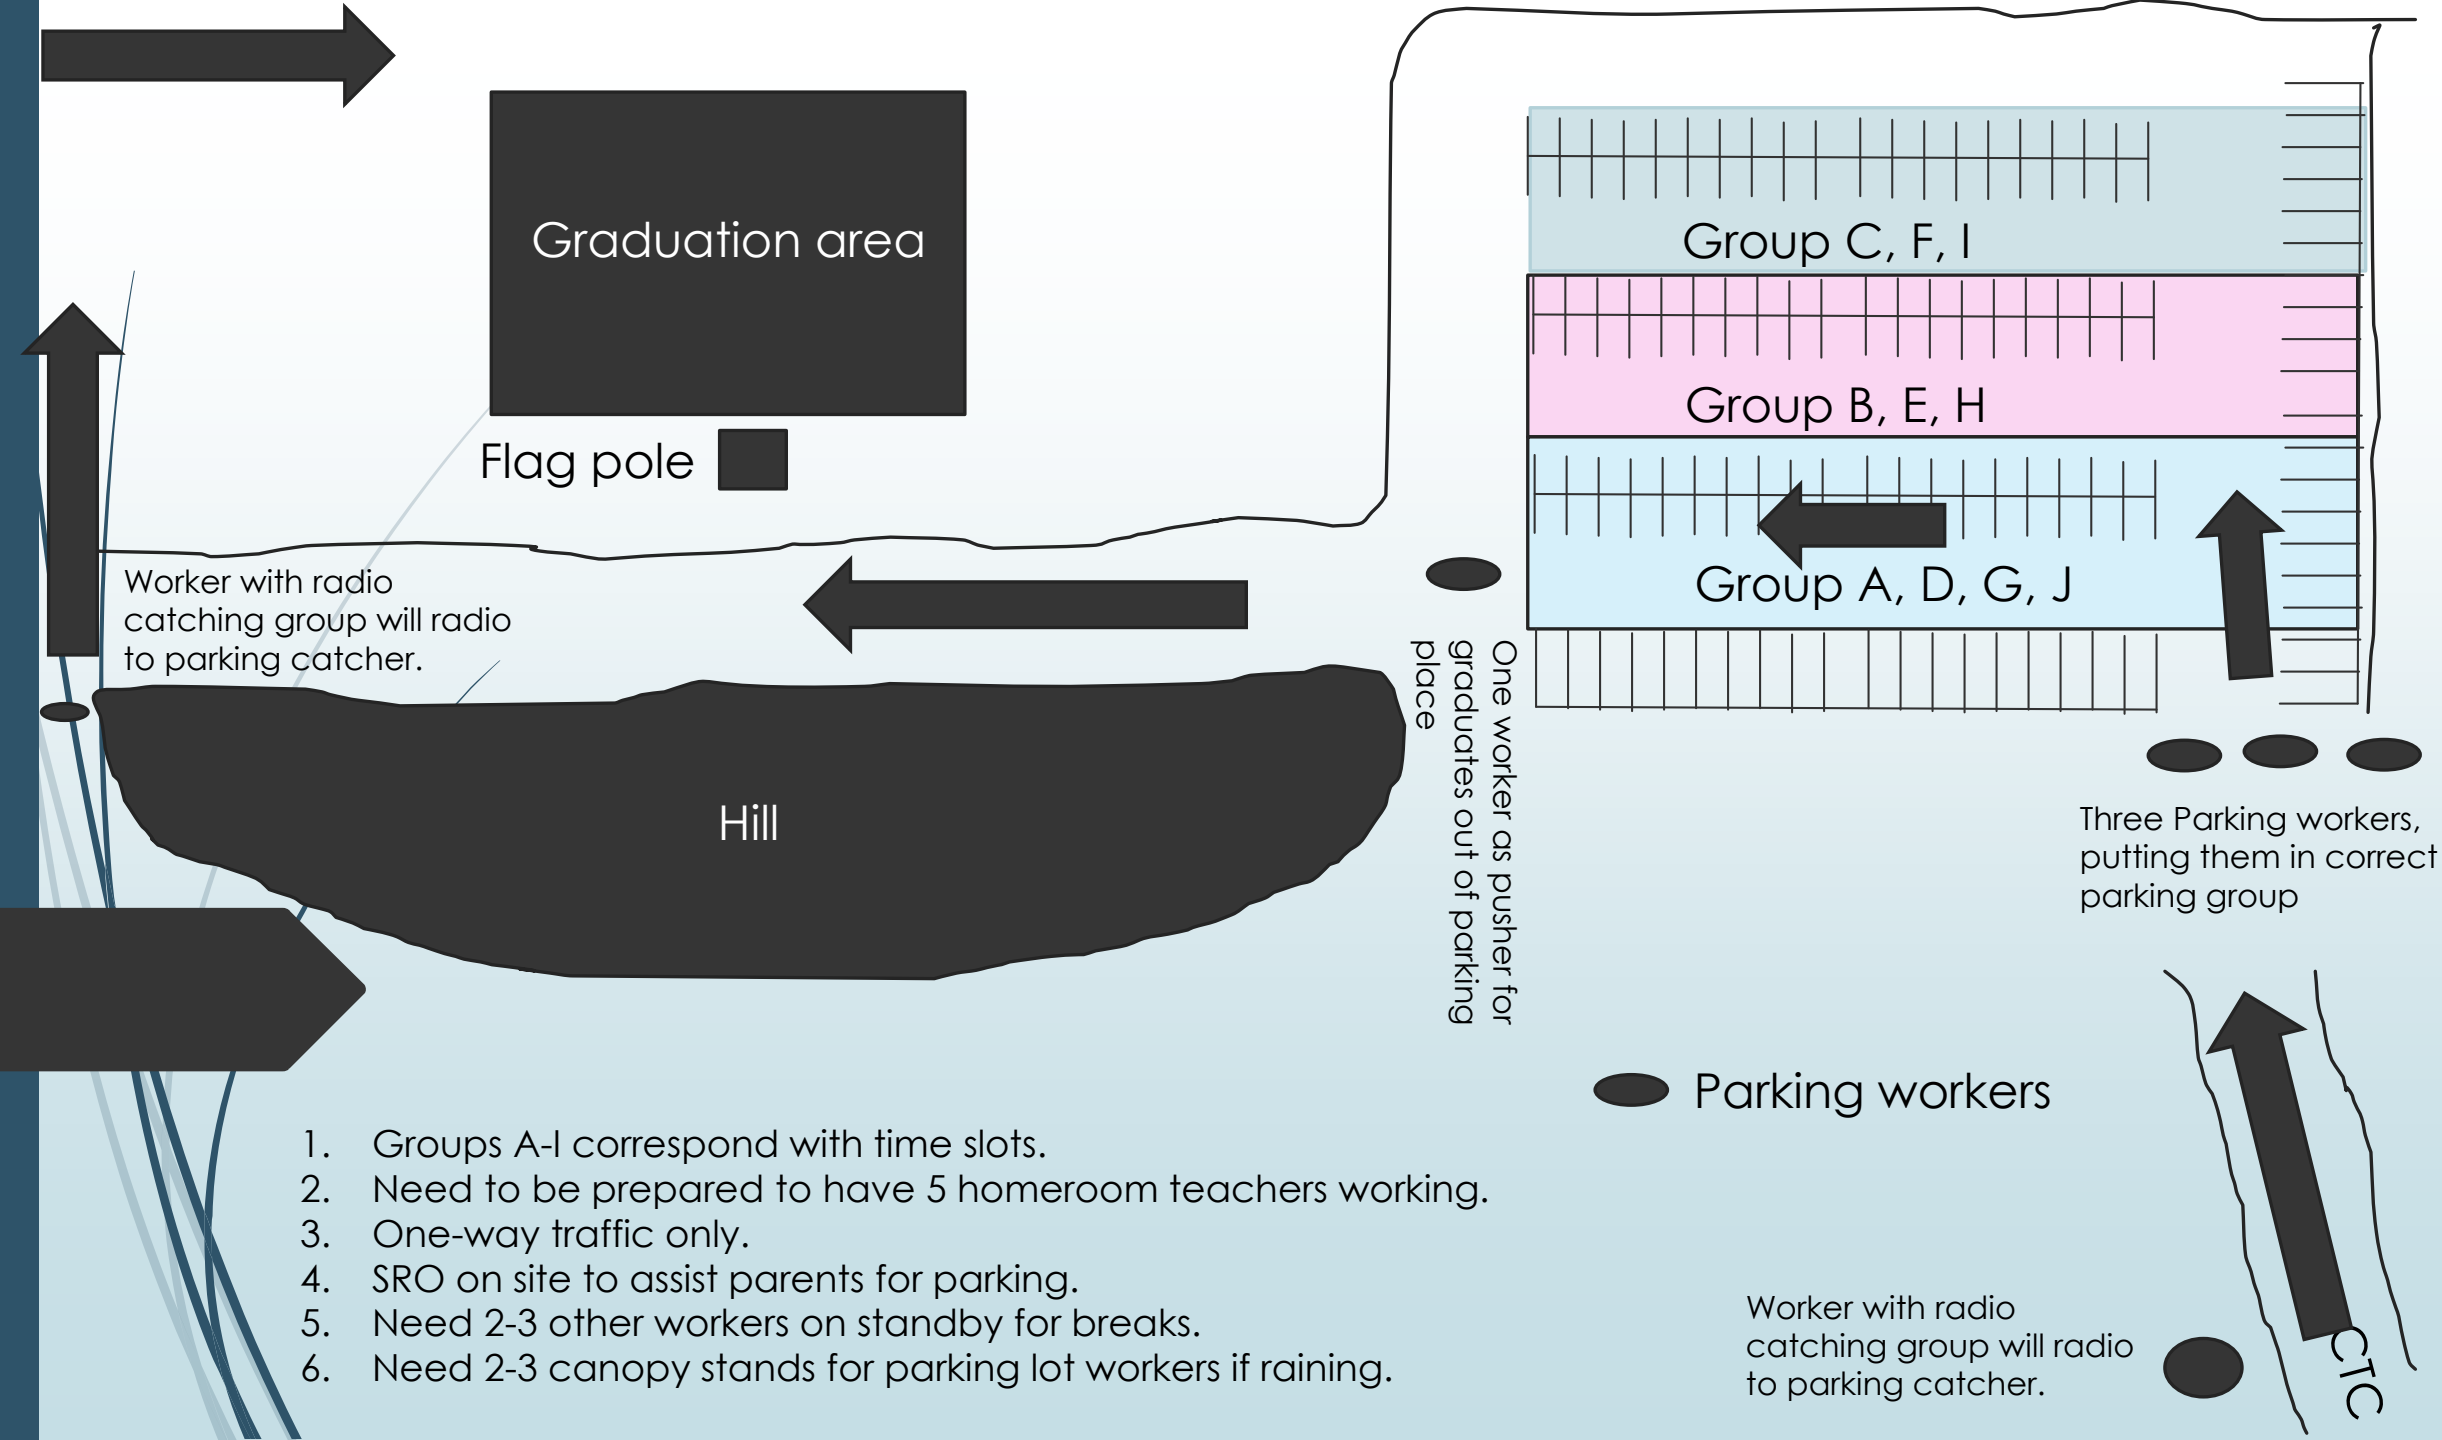 Graduation area
Group C, F, I
Group B, E, H
Flag pole
Group A, D, G, J
Worker with radio
catching group will radio
to parking catcher.
One worker as pusher for
graduates out of parking
place
Hill
Three Parking workers,
putting them in correct
parking group
Parking workers
1. Groups A-I correspond with time slots.
2. Need to be prepared to have 5 homeroom teachers working.
3. One-way traffic only.
4. SRO on site to assist parents for parking.
5. Need 2-3 other workers on standby for breaks.
6. Need 2-3 canopy stands for parking lot workers if raining.
Worker with radio
catching group will radio
to parking catcher.
CTC